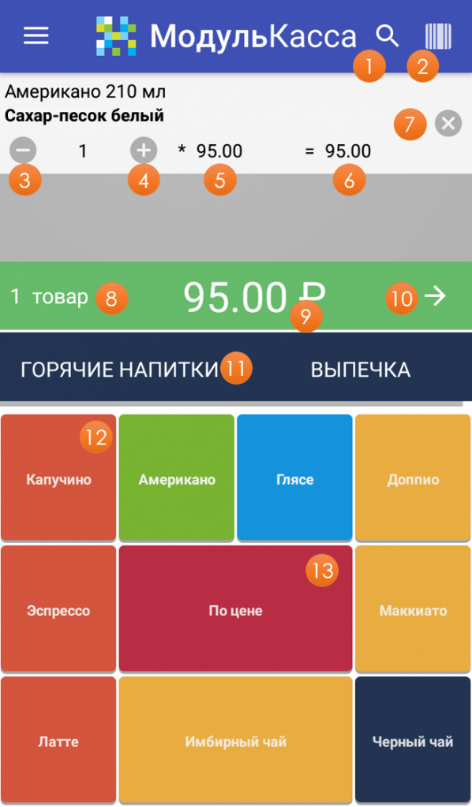 МодульКасса
1 2
Американо 210 мл
Сахар-песок белый
7
1 * 95.00 = 95.00
3 4 5 6
1 товар 8 95.00 ₽ 10
9
ГОРЯЧИЕ НАПИТКИ 11 ВЫПЕЧКА
12
Капучино Американо Глясе Доппио
13
Эспрессо По цене Маккиато
Латте Имбирный чай Черный чай